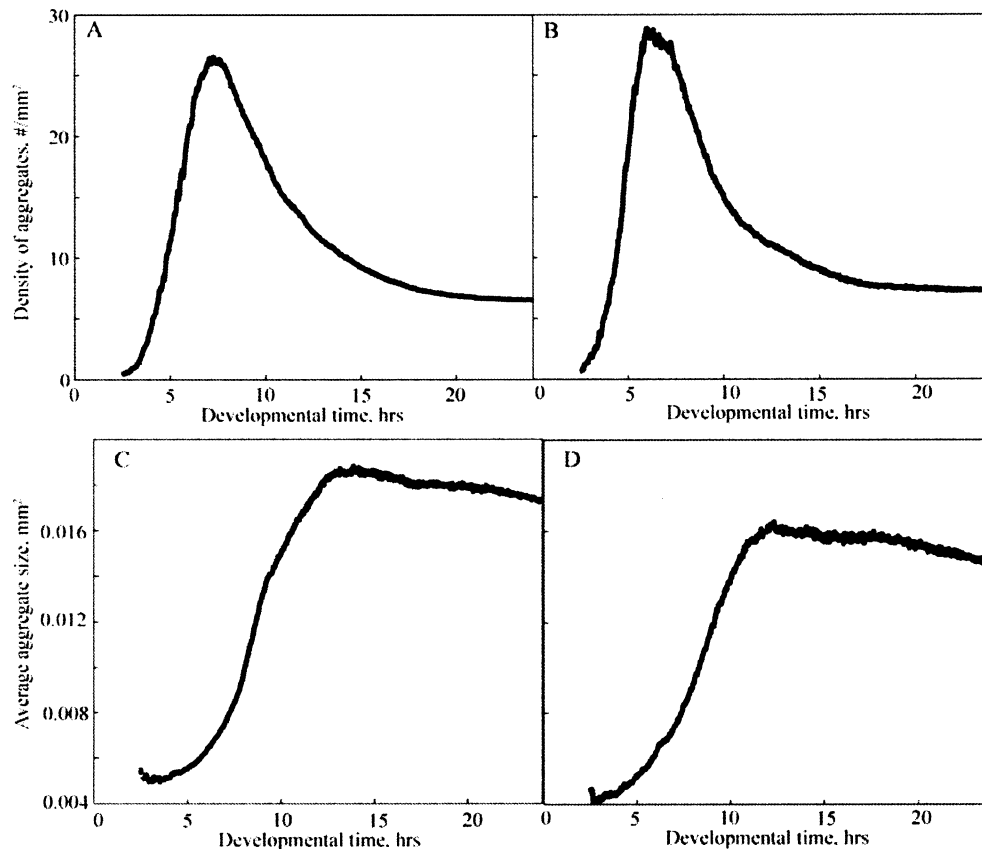 A
B
Density of aggregates, #/mm²
30
20
10
0
5
10
15
20
0
5
10
15
20
Developmental time, hrs
Developmental time, hrs
C
D
Average aggregate size, mm²
0.016
0.012
0.008
0.004
0
5
10
15
20
0
5
10
15
20
Developmental time, hrs
Developmental time, hrs